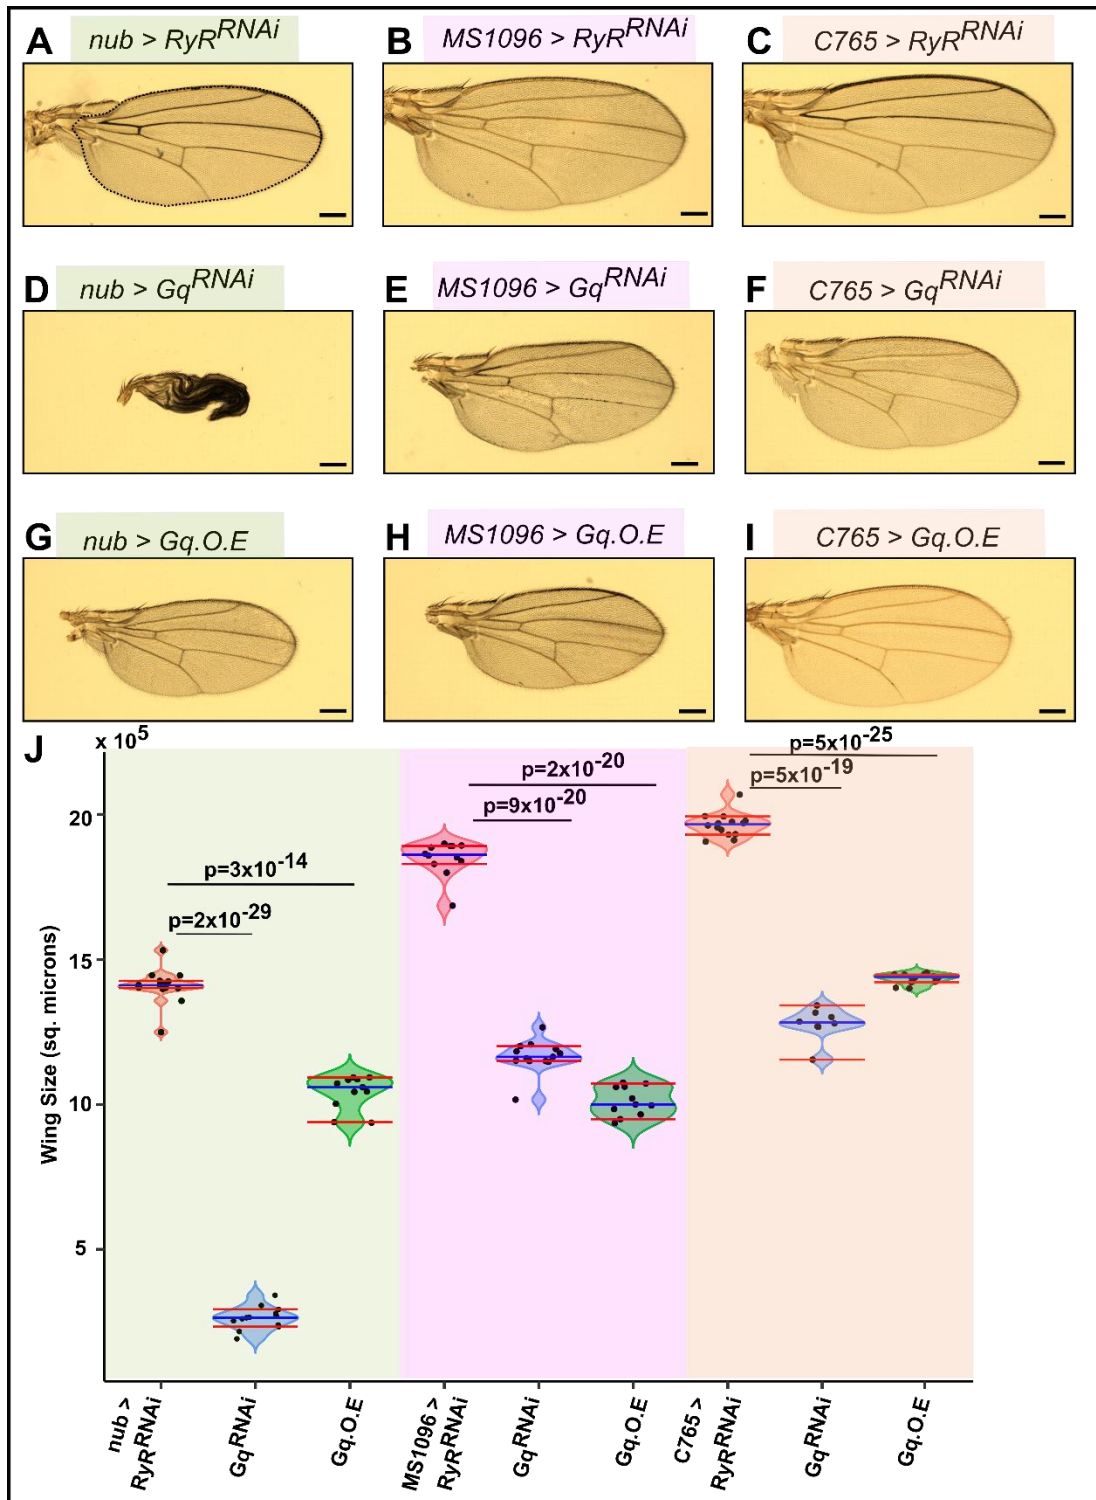 A nub > RyR^RNAi
B MS1096 > RyR^RNAi
C C765 > RyR^RNAi
D nub > Gq^RNAi
E MS1096 > Gq^RNAi
F C765 > Gq^RNAi
G nub > Gq.O.E
H MS1096 > Gq.O.E
I C765 > Gq.O.E
J
x 10^5
p=5x10^-25
p=2x10^-20
p=5x10^-19
p=9x10^-20
p=3x10^-14
p=2x10^-29
20
15
10
5
Wing Size (sq. microns)
nub >
RyR^RNAi
Gq^RNAi
Gq.O.E
MS1096 >
RyR^RNAi
Gq^RNAi
Gq.O.E
C765 >
RyR^RNAi
Gq^RNAi
Gq.O.E